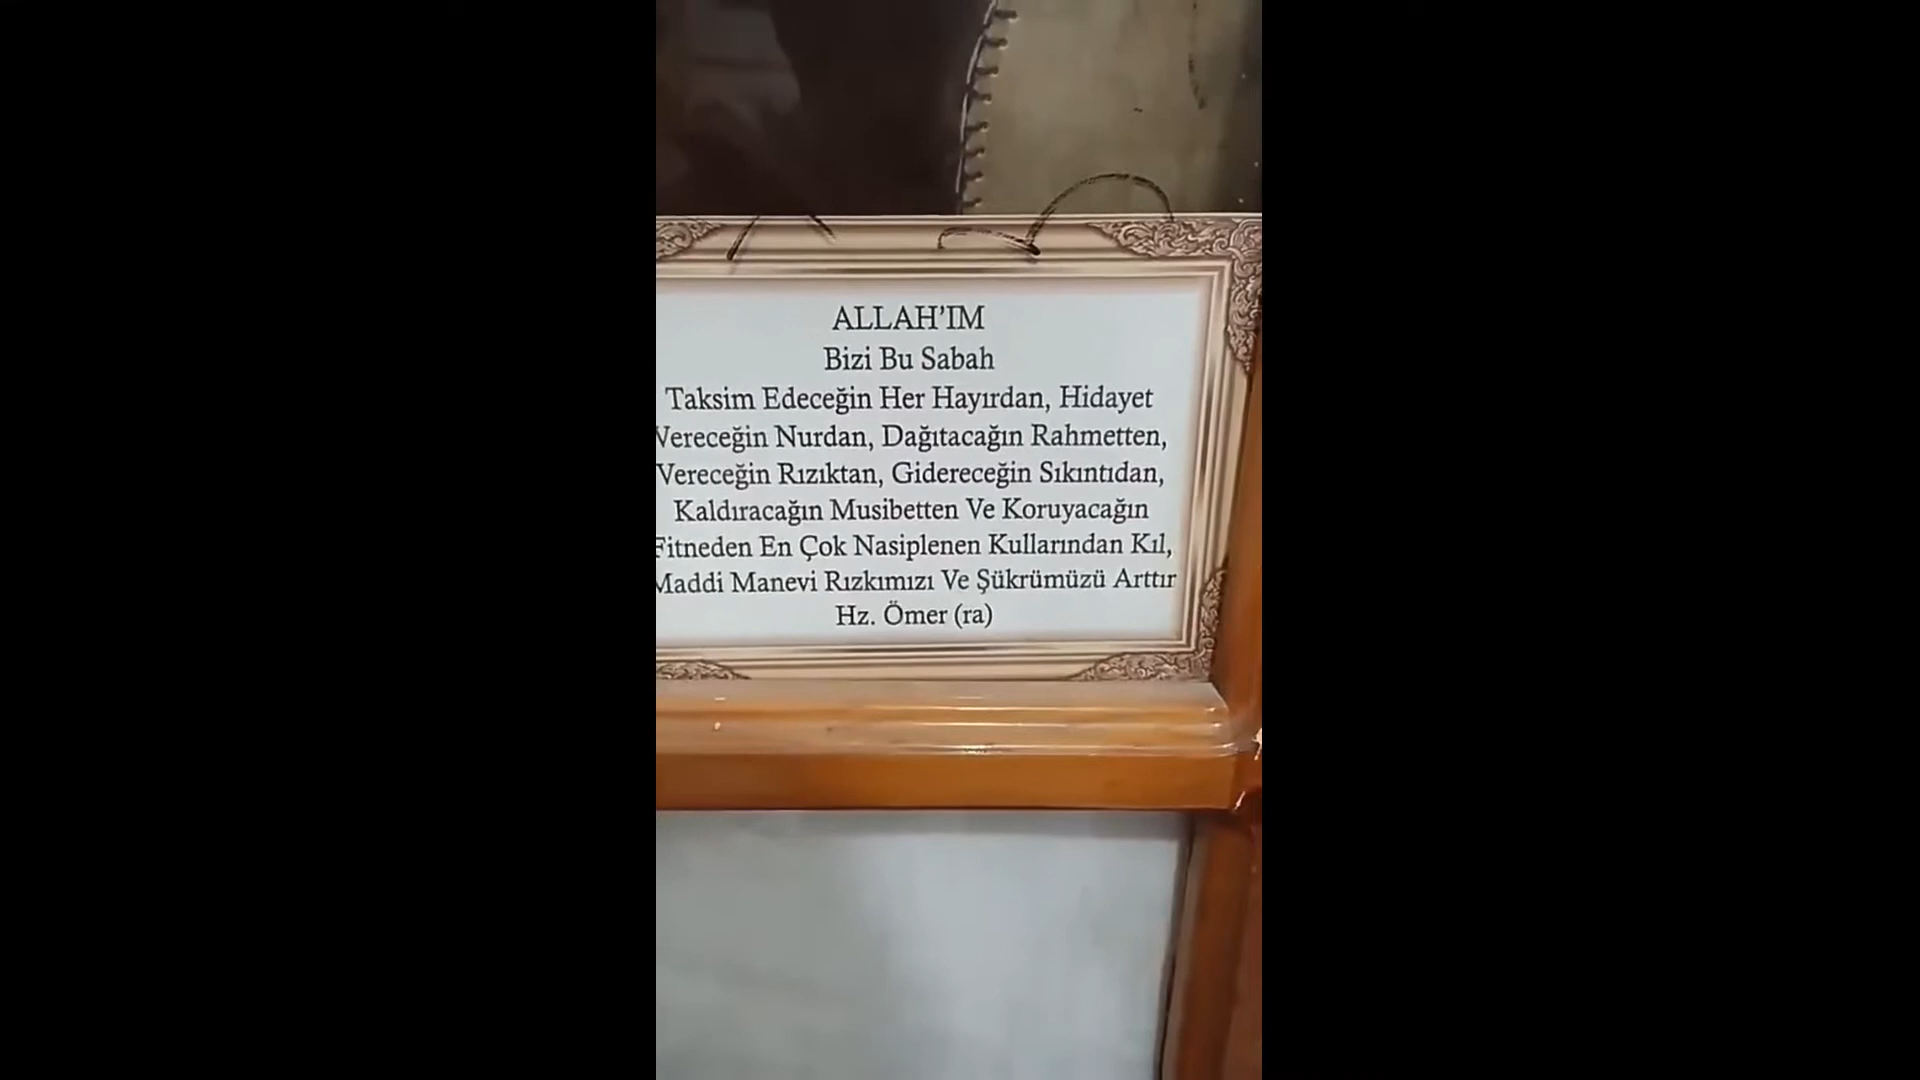 ALLAH'IM
Bizi Bu Sabah
Taksim Edeceğin Her Hayırdan, Hidayet
Vereceğin Nurdan, Dağıtacağın Rahmetten,
Vereceğin Rızıktan, Gidereceğin Sıkıntıdan,
Kaldıracağın Musibetten Ve Koruyacağın
Fitneden En Çok Nasiplenen Kullarından Kıl,
Maddi Manevi Rızkımızı Ve Şükrümüzü Arttır
Hz. Ömer (ra)